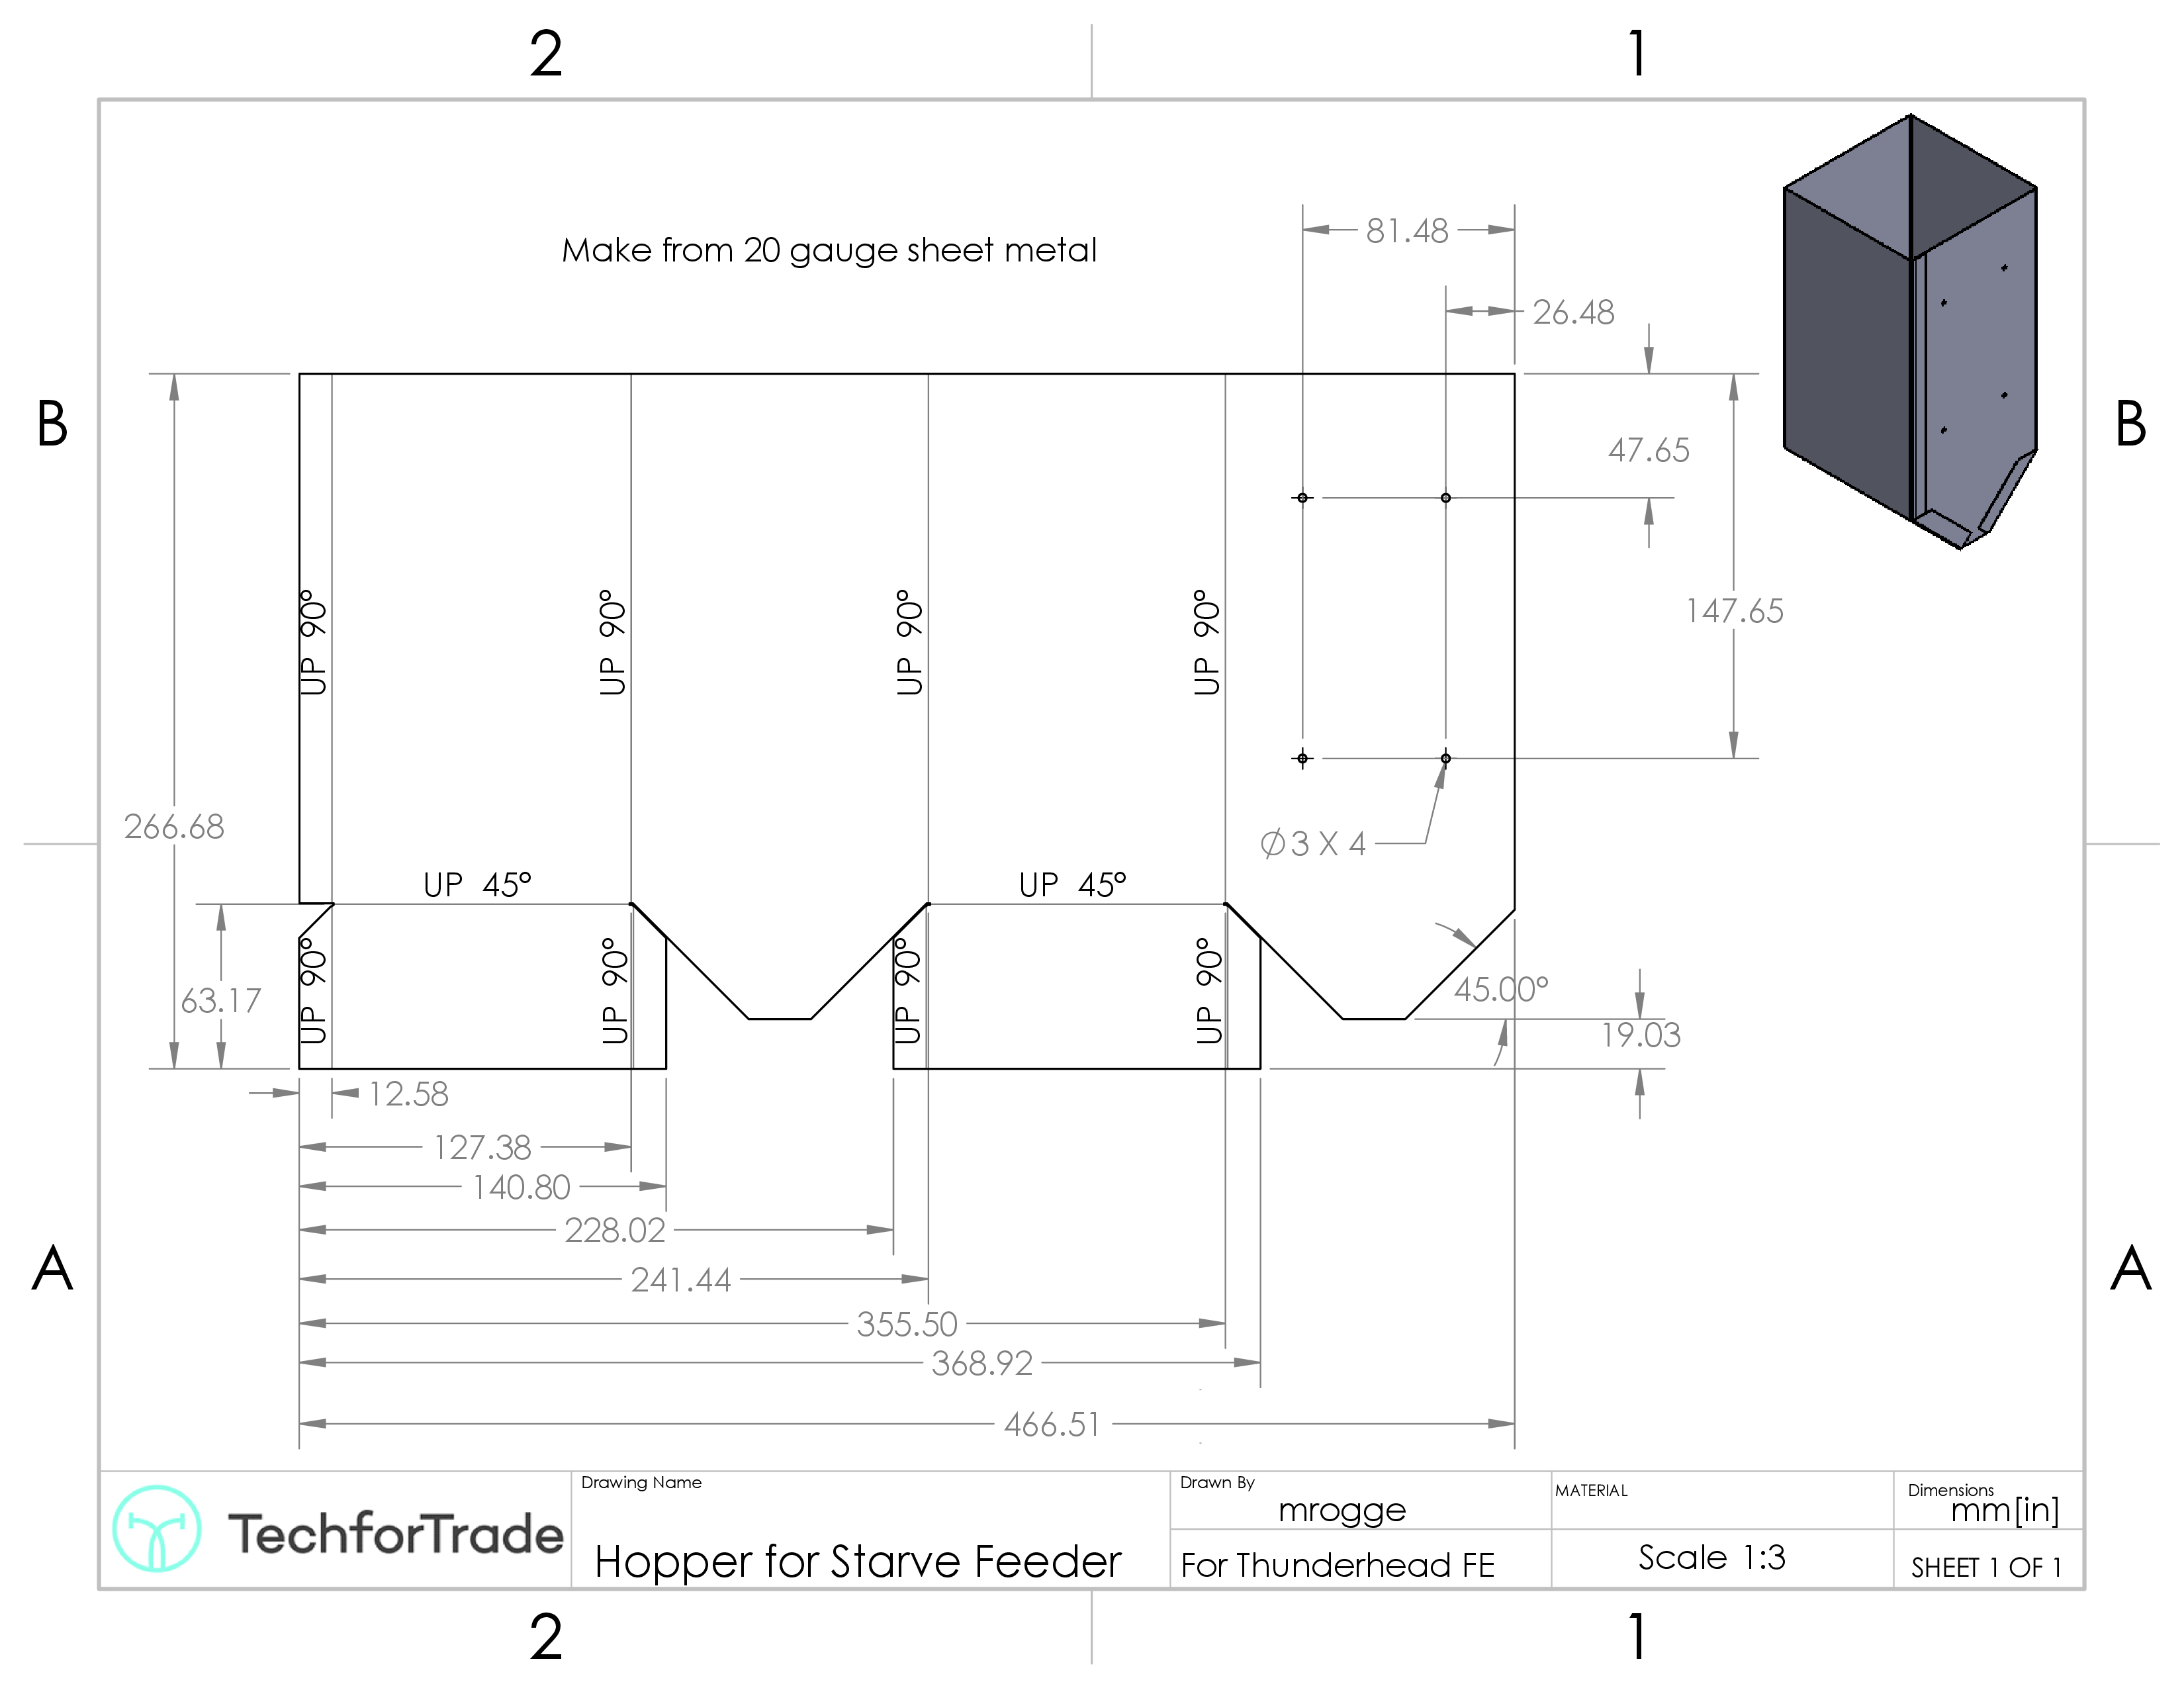 2
1
Make from 20 gauge sheet metal
81.48
26.48
B
B
47.65
147.65
UP 90°
UP 90°
UP 90°
UP 90°
266.68
Ø3 X 4
UP 45°
UP 45°
UP 90°
UP 90°
UP 90°
UP 90°
63.17
45.00°
19.03
12.58
127.38
140.80
228.02
A
A
241.44
355.50
368.92
466.51
TechforTrade
Drawing Name
Hopper for Starve Feeder
Drawn By
mrogge
For Thunderhead FE
MATERIAL
Scale 1:3
Dimensions
mm[in]
SHEET 1 OF 1
2
1